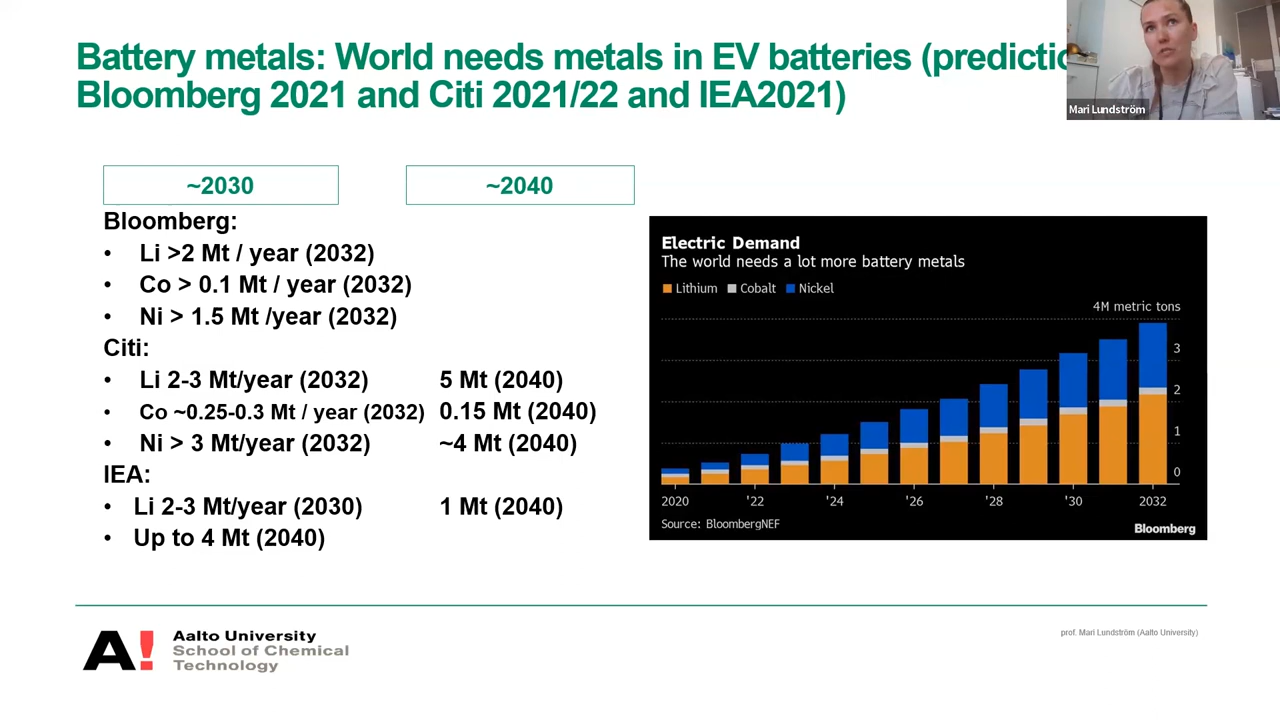 Battery metals: World needs metals in EV batteries
Bloomberg 2021 and Citi 2021/22 and IEA2021)
Mari Lundström
~2030
~2040
Bloomberg:
• Li >2 Mt / year (2032)
• Co > 0.1 Mt / year (2032)
• Ni > 1.5 Mt /year (2032)
Citi:
• Li 2-3 Mt/year (2032) 5 Mt (2040)
• Co ~0.25-0.3 Mt / year (2032) 0.15 Mt (2040)
• Ni > 3 Mt/year (2032) ~4 Mt (2040)
IEA:
• Li 2-3 Mt/year (2030) 1 Mt (2040)
• Up to 4 Mt (2040)
Electric Demand
The world needs a lot more battery metals
Lithium Cobalt Nickel
4M metric tons
3
2
1
0
2020 '22 '24 '26 '28 '30 2032
Source: BloombergNEF
Bloomberg
A!
Aalto University
School of Chemical
Technology
prof. Mari Lundström (Aalto University)